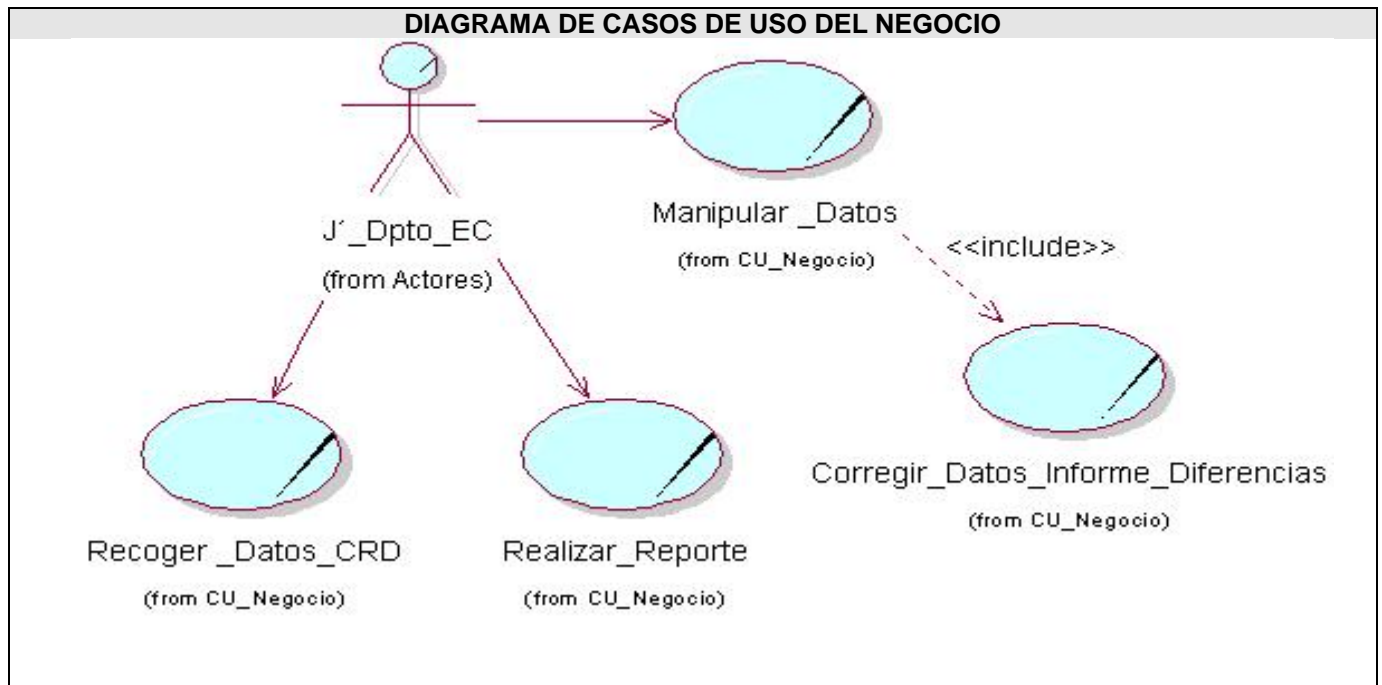 DIAGRAMA DE CASOS DE USO DEL NEGOCIO
J´_Dpto_EC
(from Actores)
Manipular _Datos
(from CU_Negocio)
<<include>>
Corregir_Datos_Informe_Diferencias
(from CU_Negocio)
Recoger _Datos_CRD
(from CU_Negocio)
Realizar_Reporte
(from CU_Negocio)